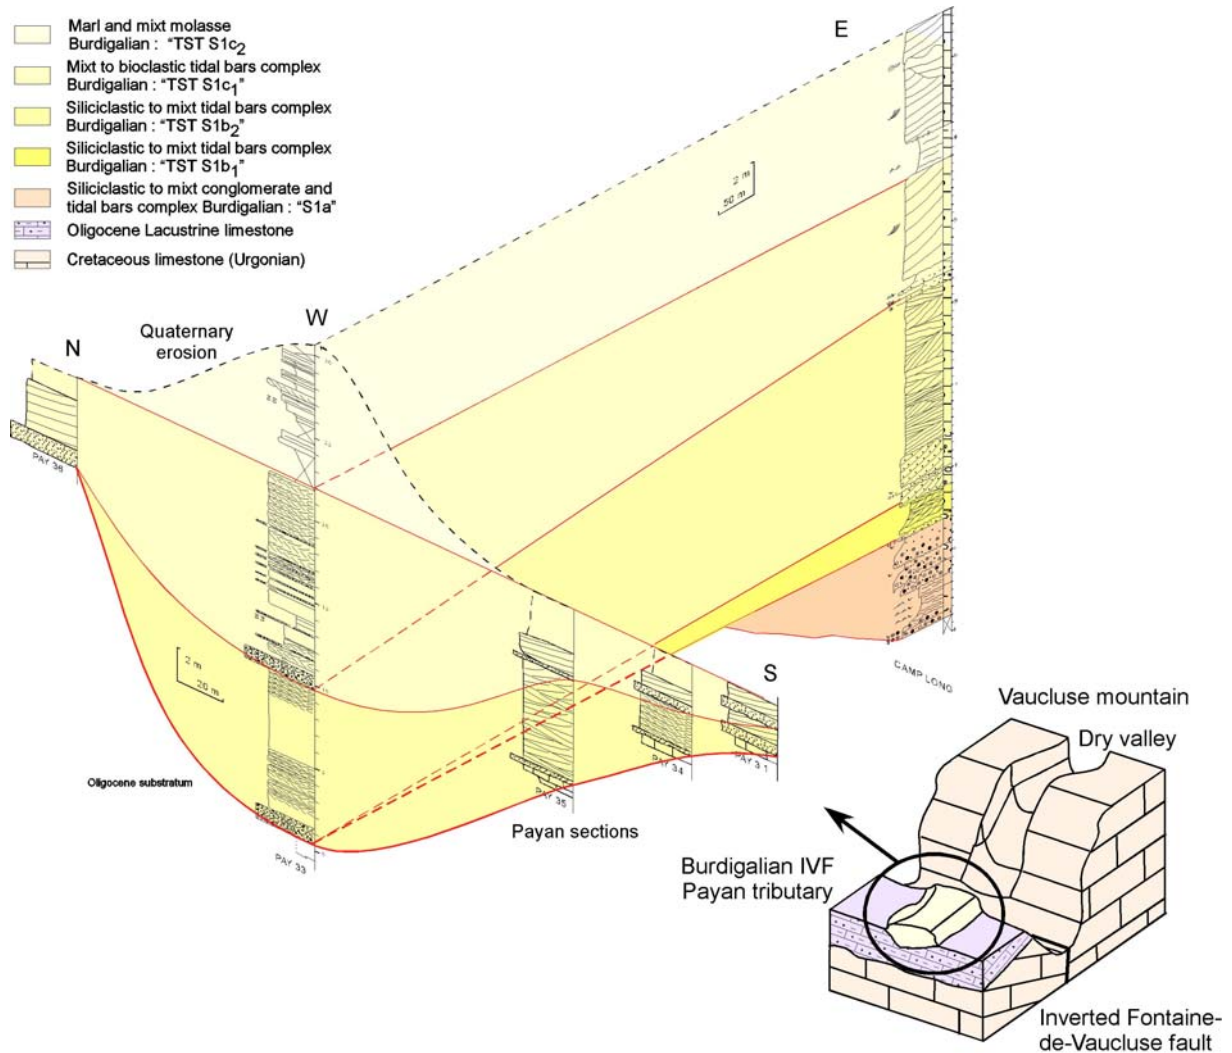 Marl and mixt molasse
Burdigalian : "TST S1c2
Mixt to bioclastic tidal bars complex
Burdigalian : "TST S1c1"
Siliciclastic to mixt tidal bars complex
Burdigalian : "TST S1b2"
Siliciclastic to mixt tidal bars complex
Burdigalian : "TST S1b1"
Siliciclastic to mixt conglomerate and
tidal bars complex Burdigalian : "S1a"
Oligocene Lacustrine limestone
Cretaceous limestone (Urgonian)
E
2 m
50 m
W
Quaternary
erosion
N
PAY 36
2 m
20 m
S
CAMP LONG
Oligocene substratum
PAY 35
PAY 34
PAY 31
PAY 33
Payan sections
Vaucluse mountain
Dry valley
Burdigalian IVF
Payan tributary
Inverted Fontaine-
de-Vaucluse fault